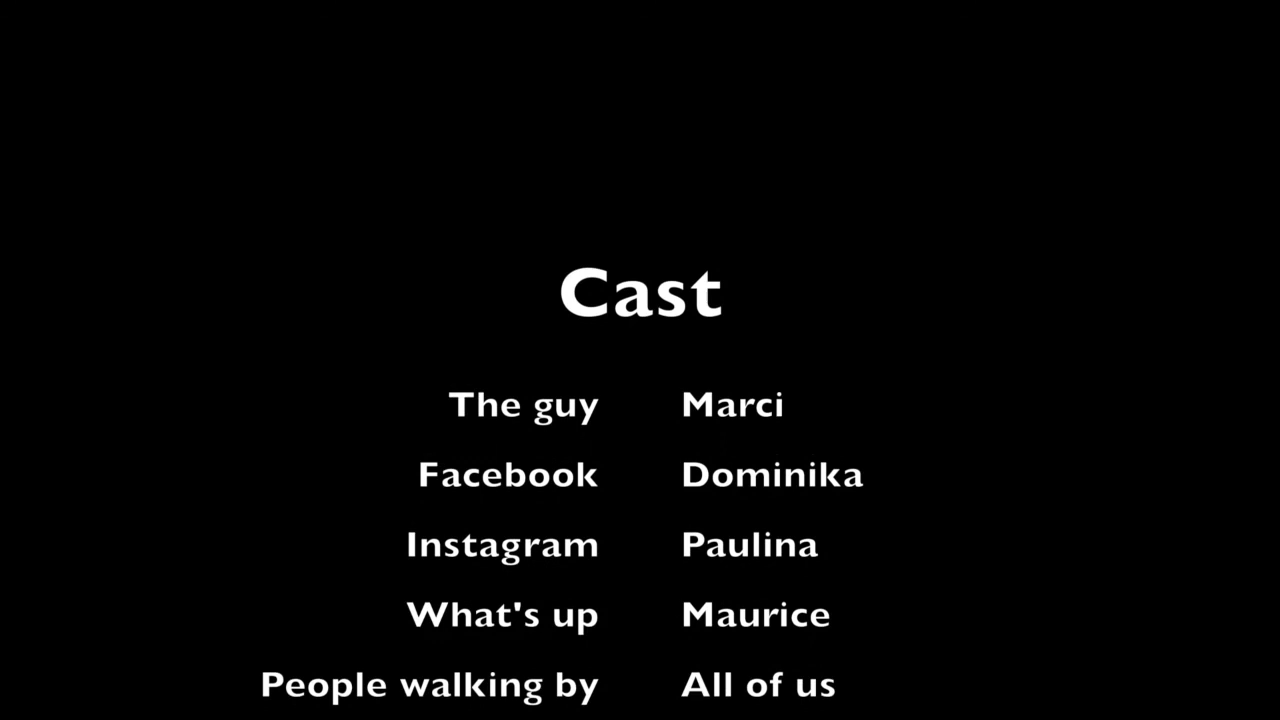 Cast
The guy Marci
Facebook Dominika
Instagram Paulina
What's up Maurice
People walking by All of us